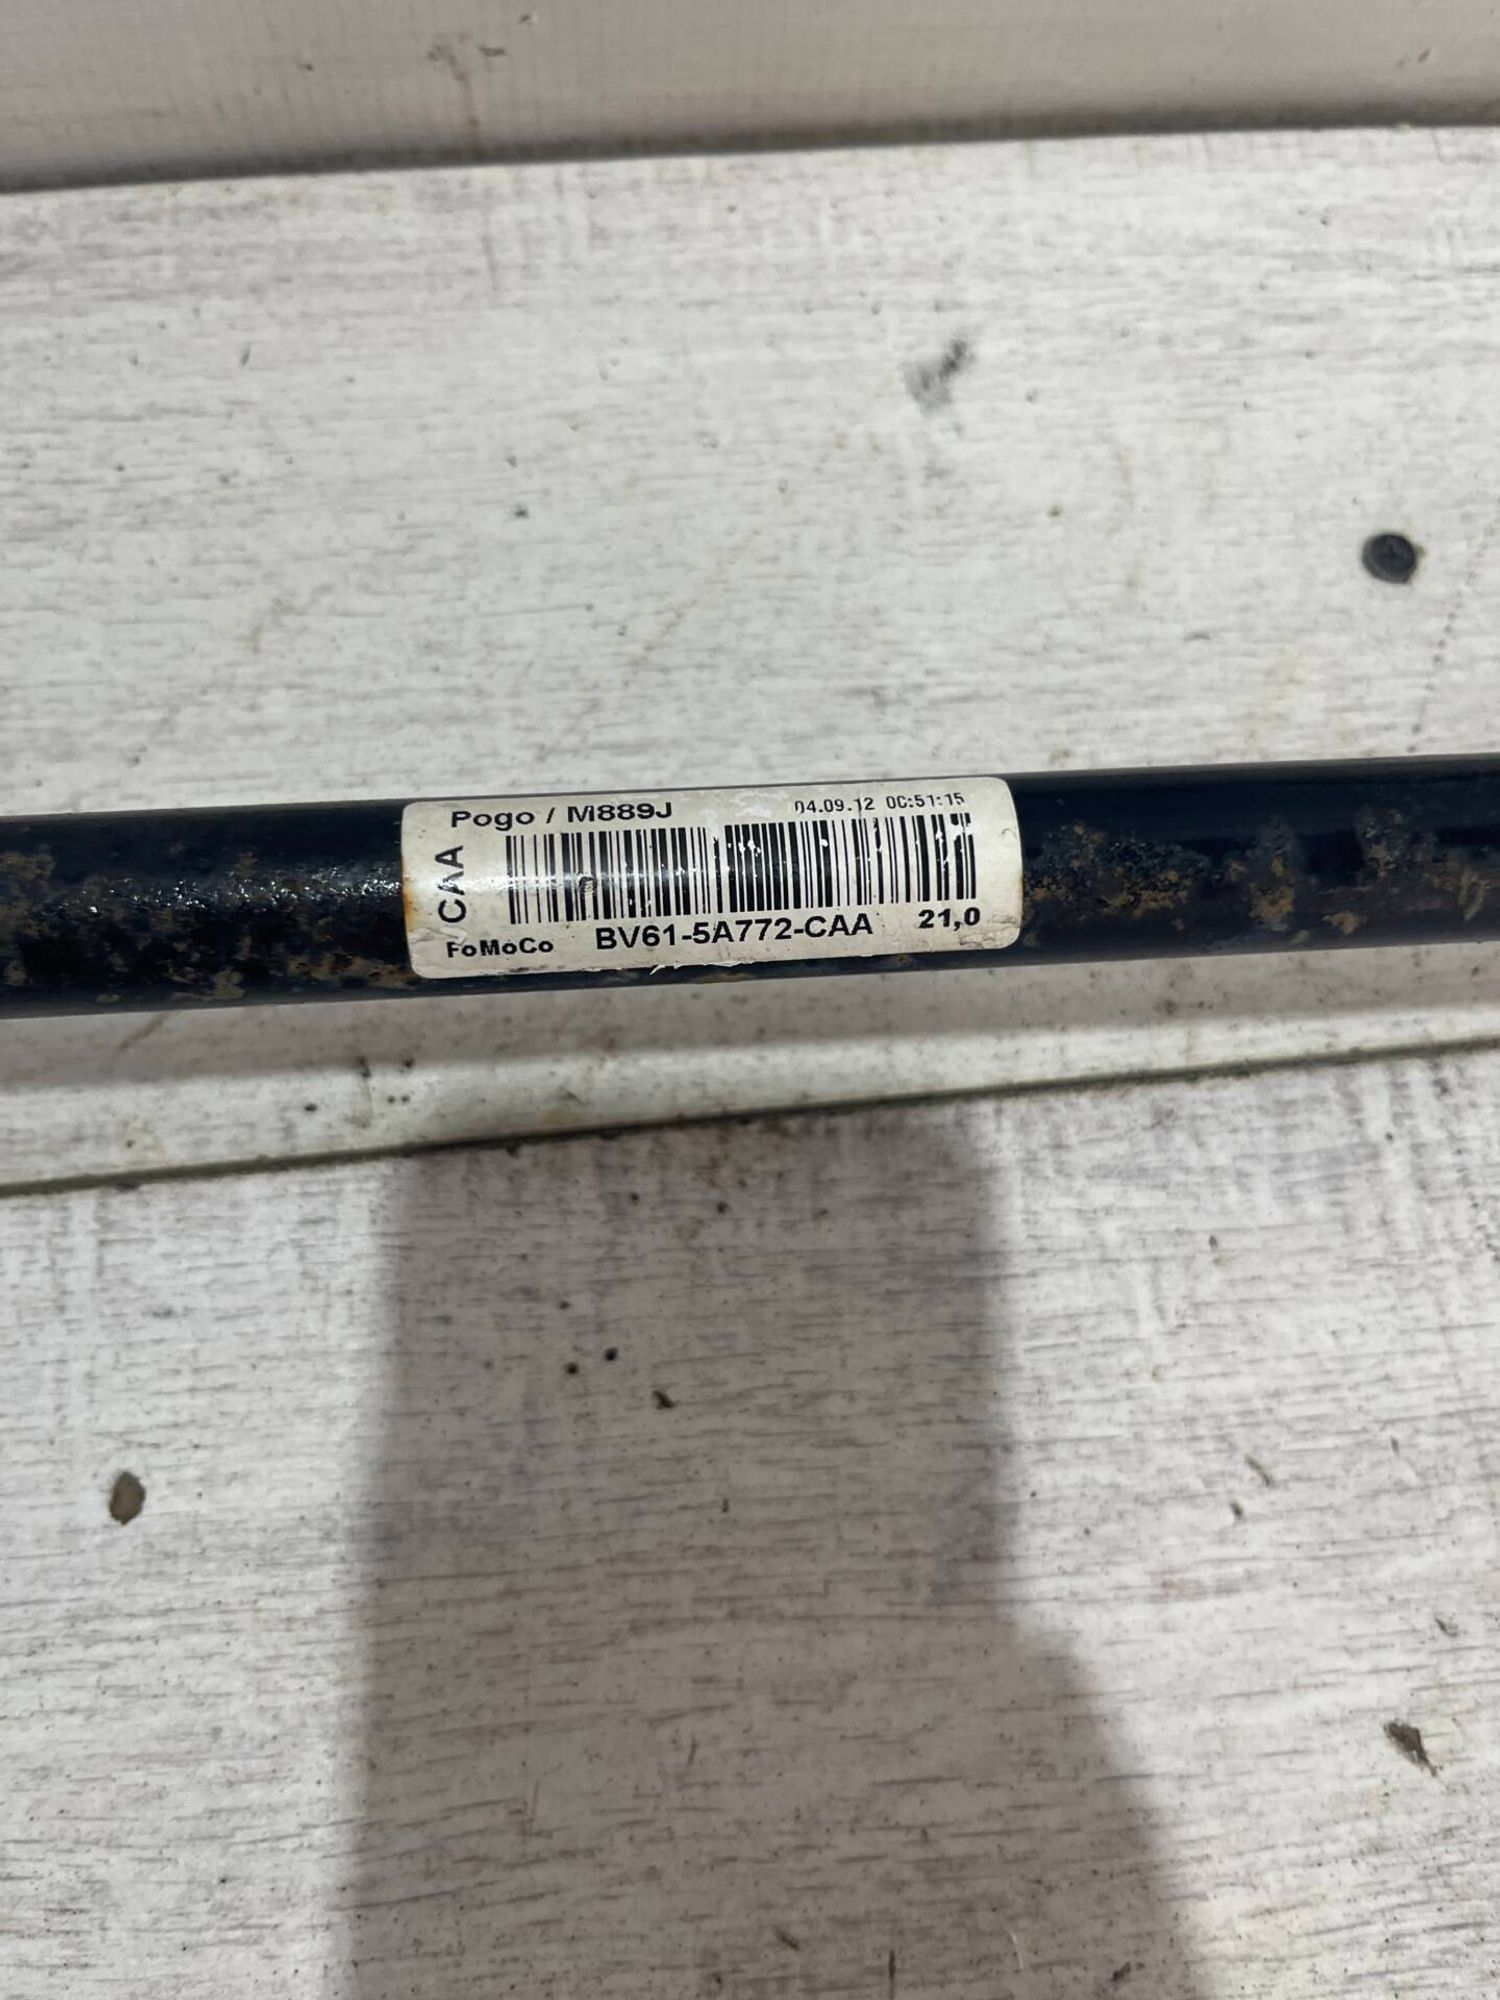 Pogo / M889J
04.09.12 00:51:15
CAA
FoMoCo
BV61-5A772-CAA
21,0